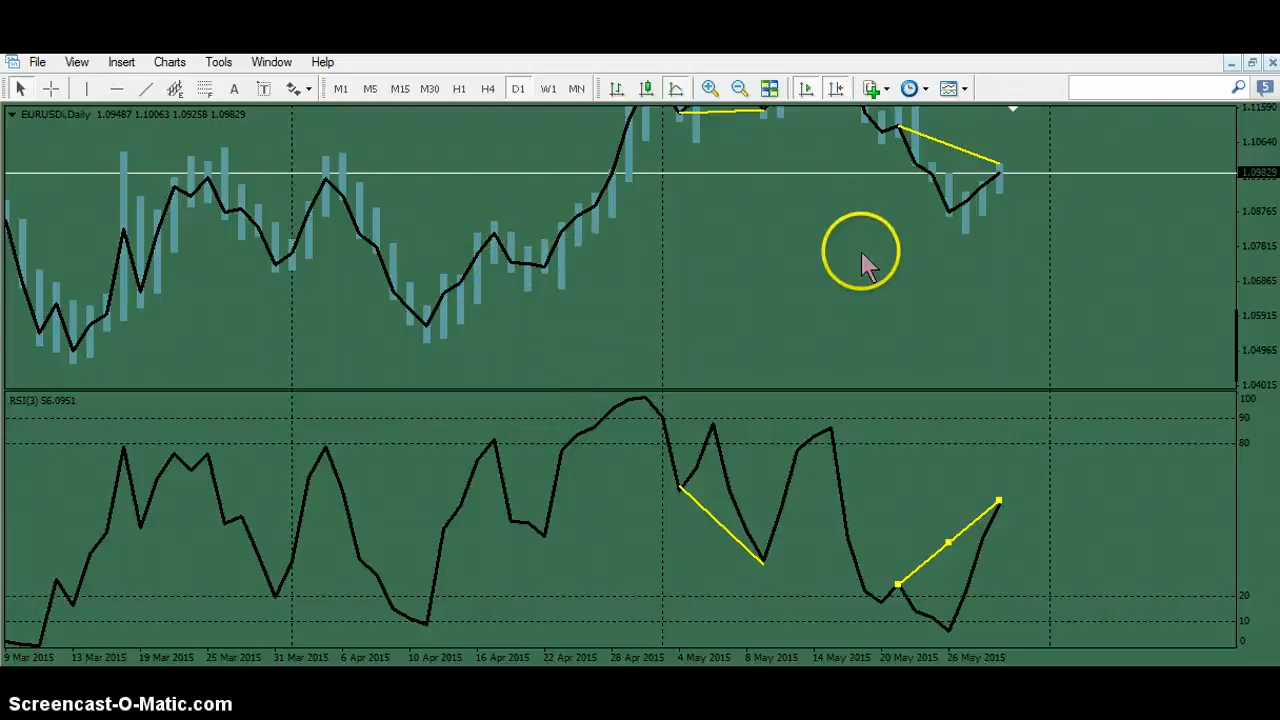 File View Insert Charts Tools Window Help
A T M1 M5 M15 M30 H1 H4 D1 W1 MN 5
EURUSDi,Daily 1.09487 1.10063 1.09258 1.09829
1.11590
1.10640
1.09829
1.08765
1.07815
1.06865
1.05915
1.04965
1.04015
RSI(3) 56.0951
100
90
80
20
10
0
9 Mar 2015 13 Mar 2015 19 Mar 2015 25 Mar 2015 31 Mar 2015 6 Apr 2015 10 Apr 2015 16 Apr 2015 22 Apr 2015 28 Apr 2015 4 May 2015 8 May 2015 14 May 2015 20 May 2015 26 May 2015
Screencast-O-Matic.com